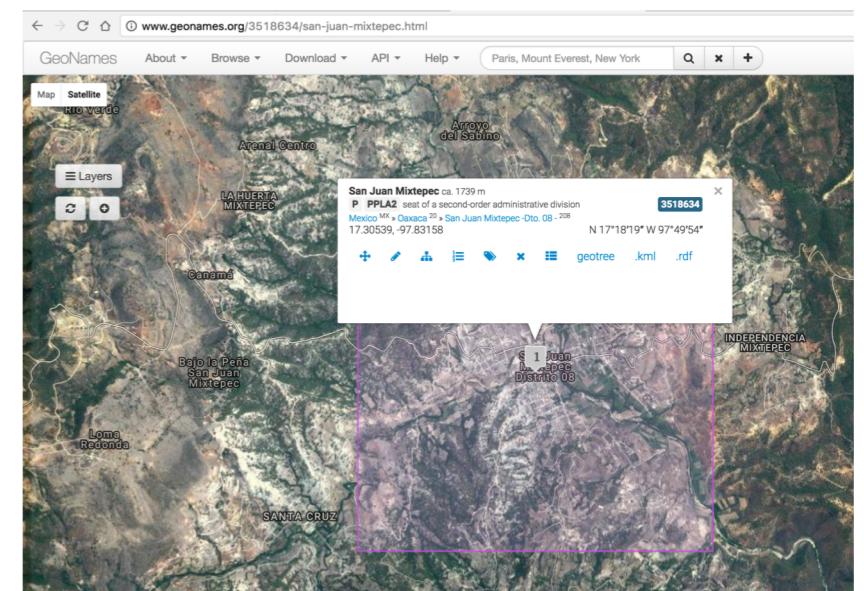 www.geonames.org/3518634/san-juan-mixtepec.html
GeoNames About Browse Download API Help Paris, Mount Everest, New York
Map Satellite
Rio Verde
Arroyo
del Sabino
Arenal Centro
Layers
San Juan Mixtepec ca. 1739 m
P PPLA2 seat of a second-order administrative division 3518634
Mexico MX » Oaxaca 20 » San Juan Mixtepec -Dto. 08 - 208
17.30539, -97.83158 N 17°18'19" W 97°49'54"
geotree .kml .rdf
LA HUERTA
MIXTEPEC
Canamá
INDEPENDENCIA
MIXTEPEC
1
Juan
Distrito 08
Bajo la Peña
San Juan
Mixtepec
Loma
Redonda
SANTA CRUZ